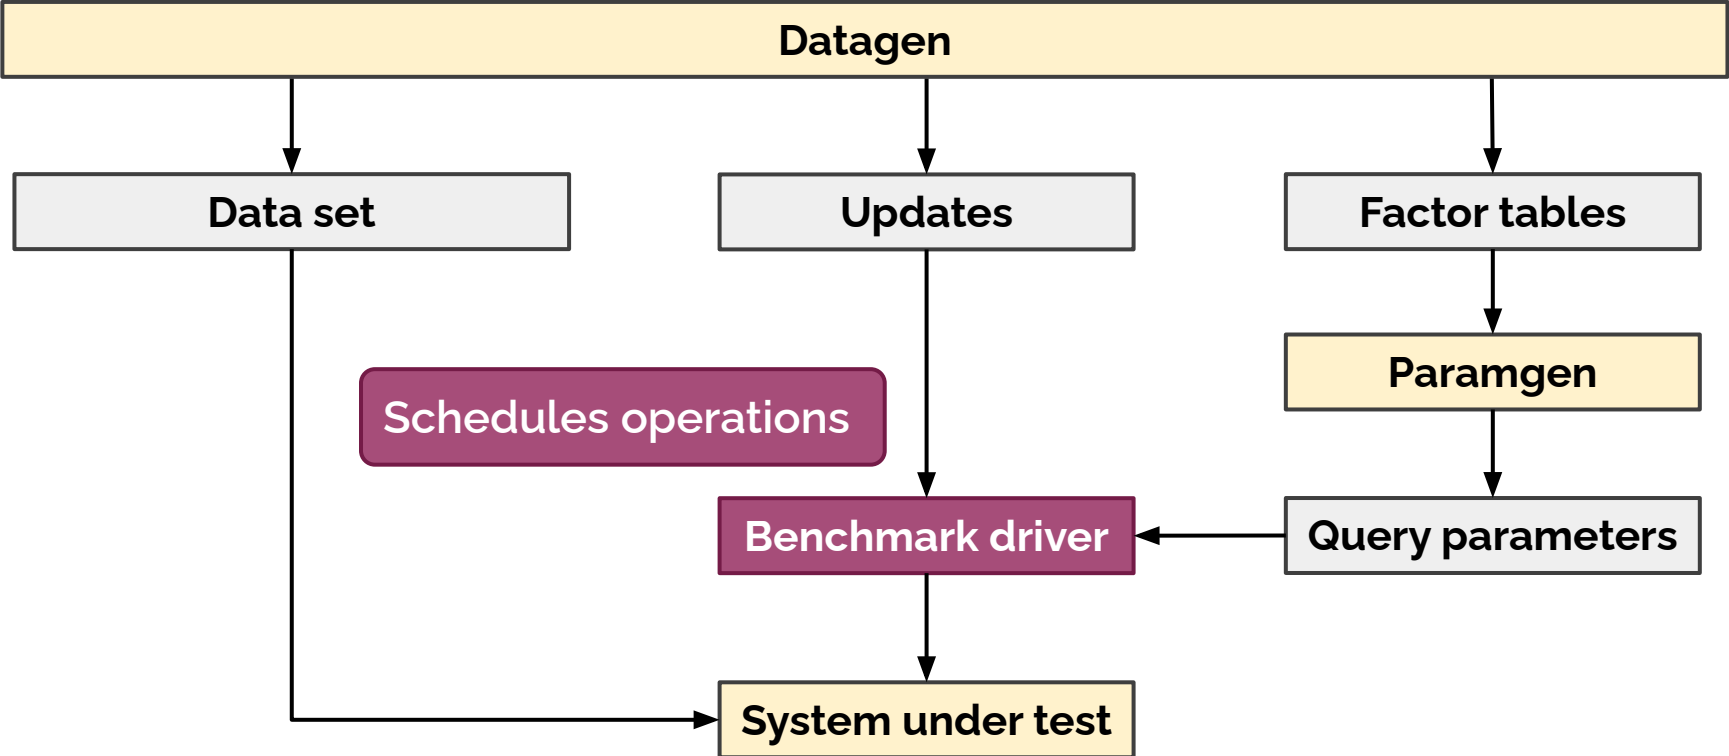 Datagen
Data set
Updates
Factor tables
Paramgen
Schedules operations
Benchmark driver
Query parameters
System under test